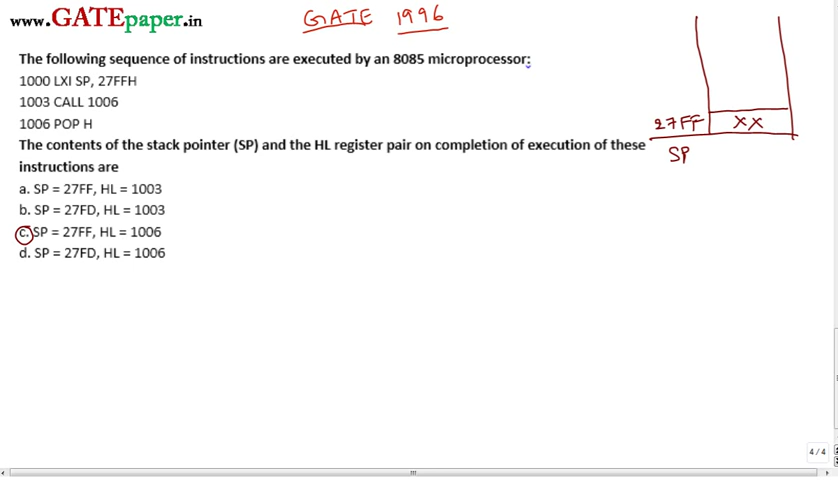 www.GATEpaper.in
GATE 1996
The following sequence of instructions are executed by an 8085 microprocessor:
1000 LXI SP, 27FFH
1003 CALL 1006
1006 POP H
The contents of the stack pointer (SP) and the HL register pair on completion of execution of these
instructions are
a. SP = 27FF, HL = 1003
b. SP = 27FD, HL = 1003
c. SP = 27FF, HL = 1006
d. SP = 27FD, HL = 1006
27FF XX
SP
4 / 4